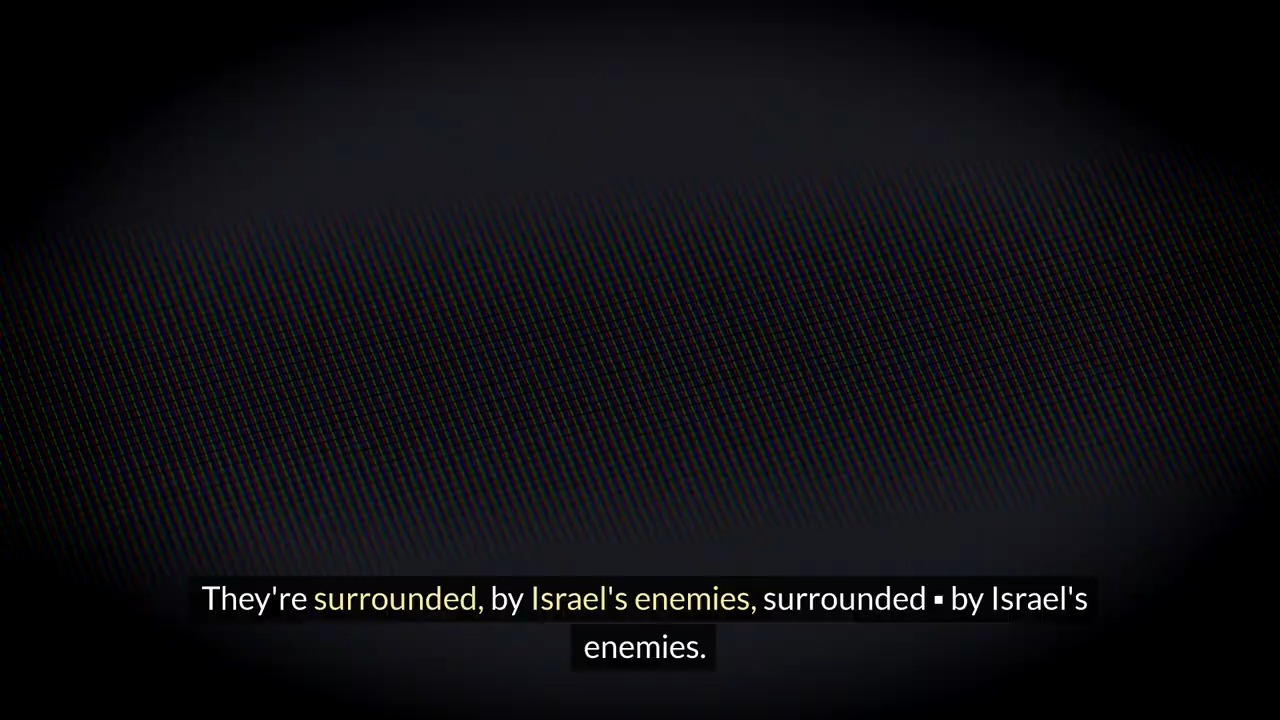 They're surrounded, by Israel's enemies, surrounded ▪ by Israel's
enemies.